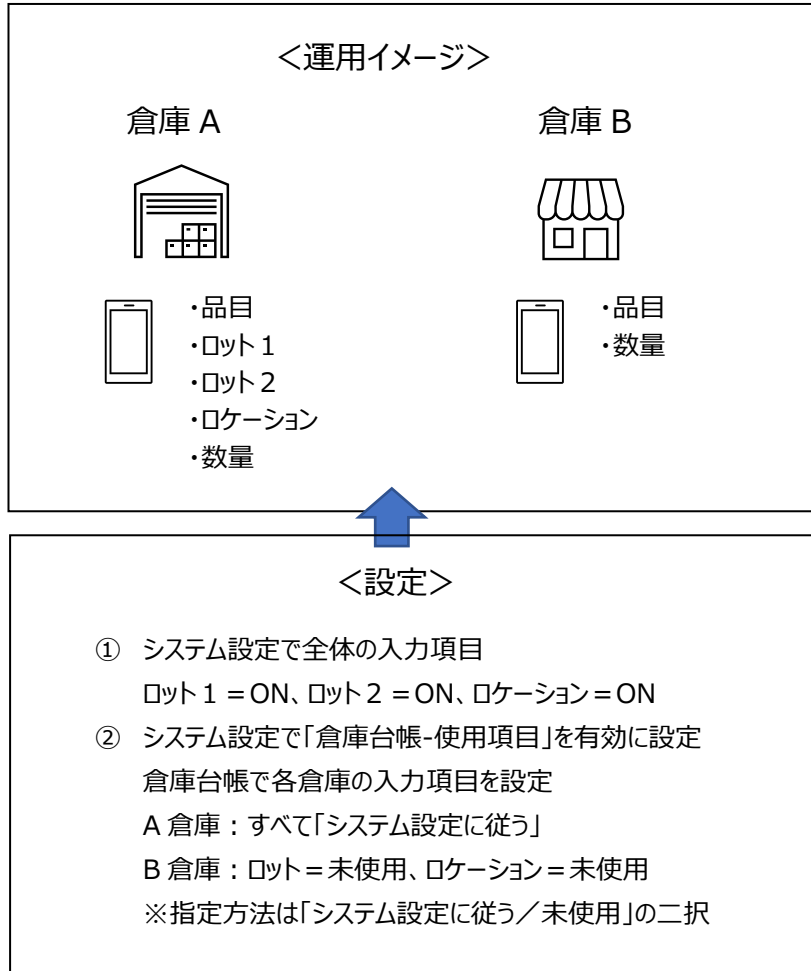 ＜運用イメージ＞
倉庫 A
倉庫 B
・品目
・ロット１
・ロット２
・ロケーション
・数量
・品目
・数量
＜設定＞
① システム設定で全体の入力項目
ロット１＝ON、ロット２＝ON、ロケーション＝ON
② システム設定で「倉庫台帳-使用項目」を有効に設定
倉庫台帳で各倉庫の入力項目を設定
A 倉庫：すべて「システム設定に従う」
B 倉庫：ロット＝未使用、ロケーション＝未使用
※指定方法は「システム設定に従う／未使用」の二択